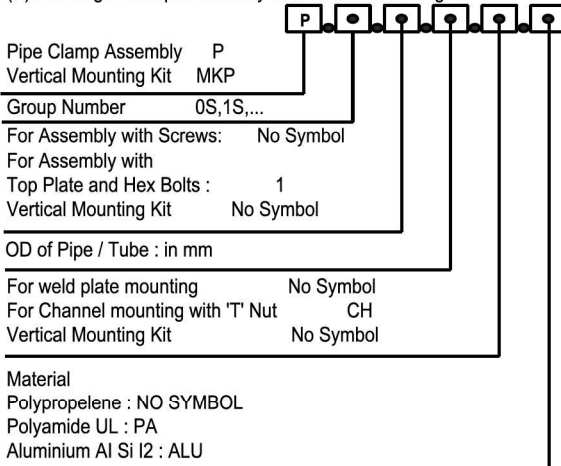 P
Pipe Clamp Assembly P
Vertical Mounting Kit MKP
Group Number 0S,1S,...
For Assembly with Screws: No Symbol
For Assembly with
Top Plate and Hex Bolts : 1
Vertical Mounting Kit No Symbol
OD of Pipe / Tube : in mm
For weld plate mounting No Symbol
For Channel mounting with 'T' Nut CH
Vertical Mounting Kit No Symbol
Material
Polypropelene : NO SYMBOL
Polyamide UL : PA
Aluminium Al Si I2 : ALU